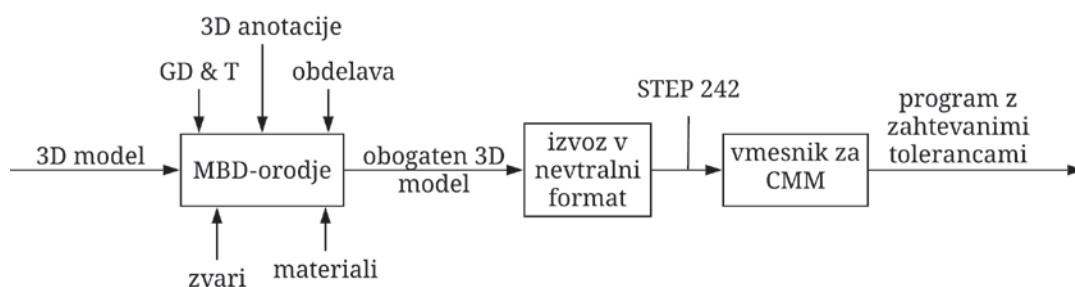 3D anotacije
GD & T
obdelava
3D model
MBD-orodje
obogaten 3D
model
zvari
materiali
izvoz v
nevtralni
format
STEP 242
vmesnik za
CMM
program z
zahtevanimi
tolerancami